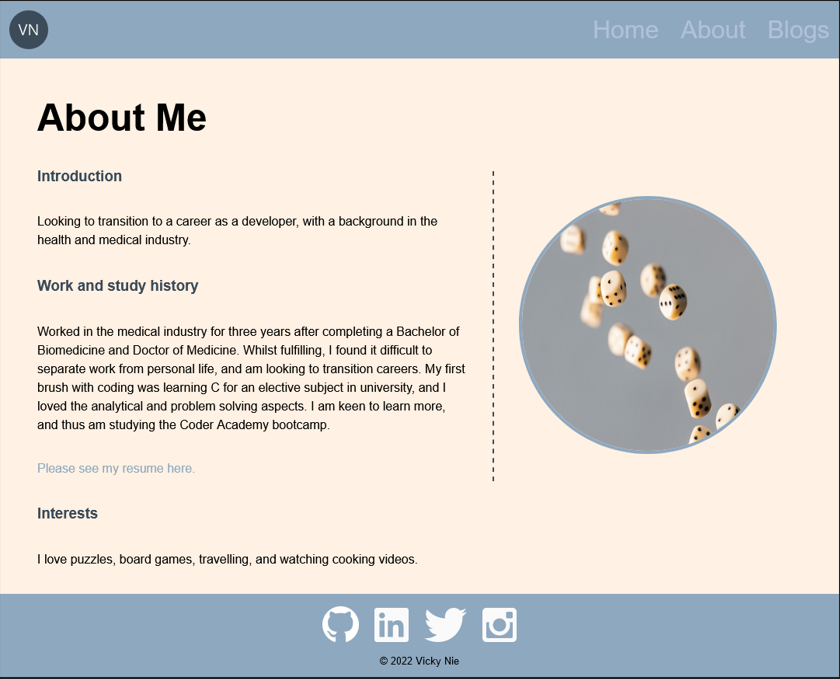 VN
Home About Blogs
About Me
Introduction
Looking to transition to a career as a developer, with a background in the
health and medical industry.
Work and study history
Worked in the medical industry for three years after completing a Bachelor of
Biomedicine and Doctor of Medicine. Whilst fulfilling, I found it difficult to
separate work from personal life, and am looking to transition careers. My first
brush with coding was learning C for an elective subject in university, and I
loved the analytical and problem solving aspects. I am keen to learn more,
and thus am studying the Coder Academy bootcamp.
Please see my resume here.
Interests
I love puzzles, board games, travelling, and watching cooking videos.
in
© 2022 Vicky Nie